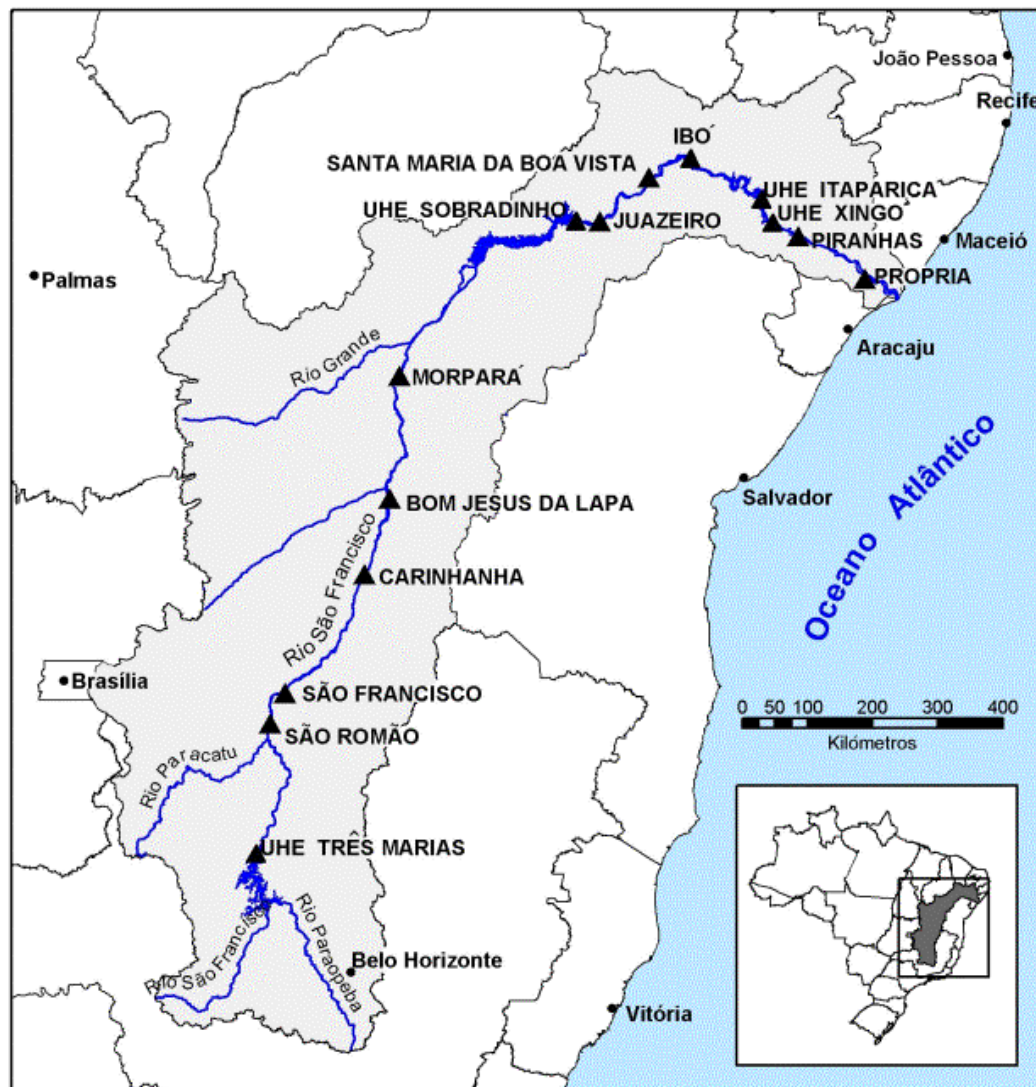 João Pessoa
Recife
IBÓ
SANTA MARIA DA BOA VISTA
UHE ITAPARICA
UHE SOBRADINHO
JUAZEIRO
UHE XINGO´
PIRANHAS
Maceió
Palmas
PROPRIA
Aracaju
Rio Grande
MORPARA´
Salvador
BOM JESUS DA LAPA
Oceano Atlântico
Rio São Francisco
CARINHANHA
Brasília
SÃO FRANCISCO
SÃO ROMÃO
0 50 100 200 300 400
Kilómetros
Rio Paracatu
UHE TRÊS MARIAS
Rio São Francisco
Rio Paraopeba
Belo Horizonte
Vitória